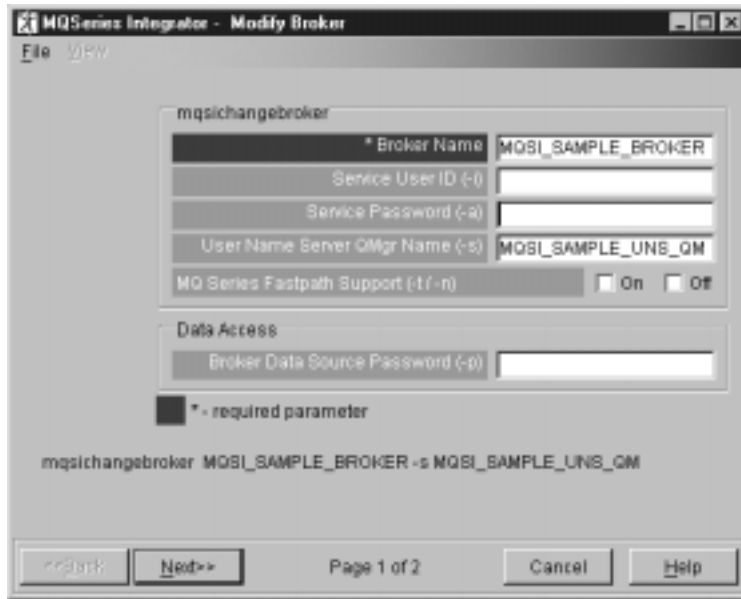 MQSeries Integrator - Modify Broker
File View
mqsichangebroker
* Broker Name MQSI_SAMPLE_BROKER
Service User ID (-i)
Service Password (-a)
User Name Server QMgr Name (-s) MQSI_SAMPLE_UNS_QM
MQ Series Fastpath Support (-t / -n) On Off
Data Access
Broker Data Source Password (-p)
* - required parameter
mqsichangebroker MQSI_SAMPLE_BROKER -s MQSI_SAMPLE_UNS_QM
<<Back Next>> Page 1 of 2 Cancel Help